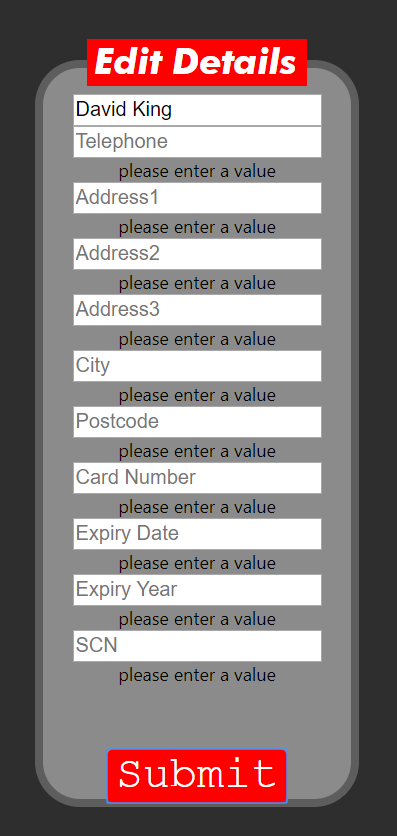 Edit Details
David King
Telephone
please enter a value
Address1
please enter a value
Address2
please enter a value
Address3
please enter a value
City
please enter a value
Postcode
please enter a value
Card Number
please enter a value
Expiry Date
please enter a value
Expiry Year
please enter a value
SCN
please enter a value
Submit